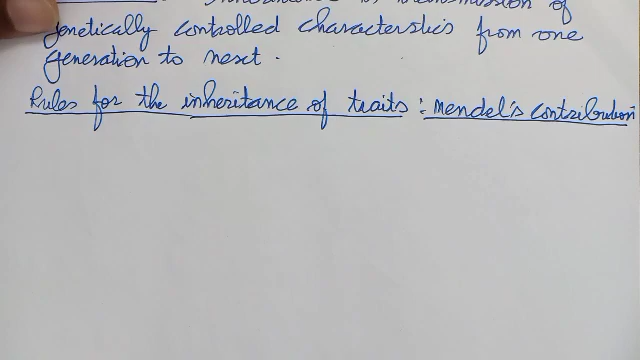 Inheritance is transmission of
genetically controlled characteristics from one
generation to next.
Rules for the inheritance of traits : Mendel's contribution